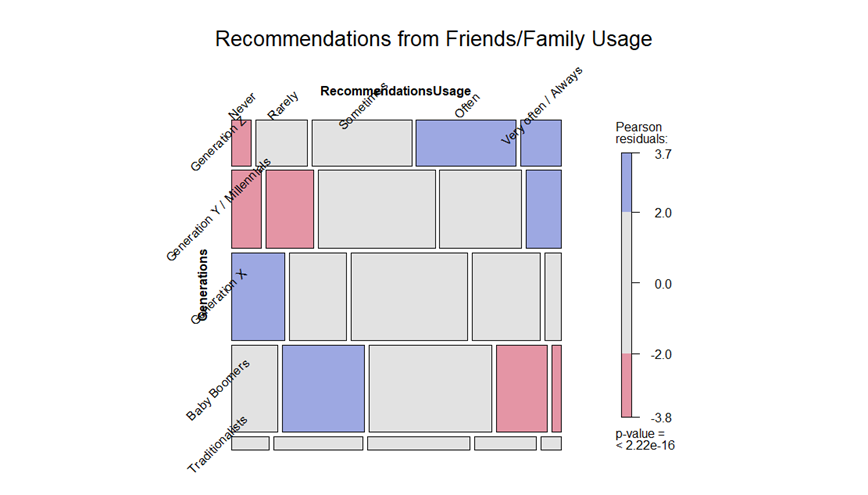 Recommendations from Friends/Family Usage
RecommendationsUsage
Never
Rarely
Sometimes
Often
Very often / Always
Generations
Generation Z
Generation Y / Millennials
Generation X
Baby Boomers
Traditionalists
Pearson
residuals:
3.7
2.0
0.0
-2.0
-3.8
p-value =
< 2.22e-16